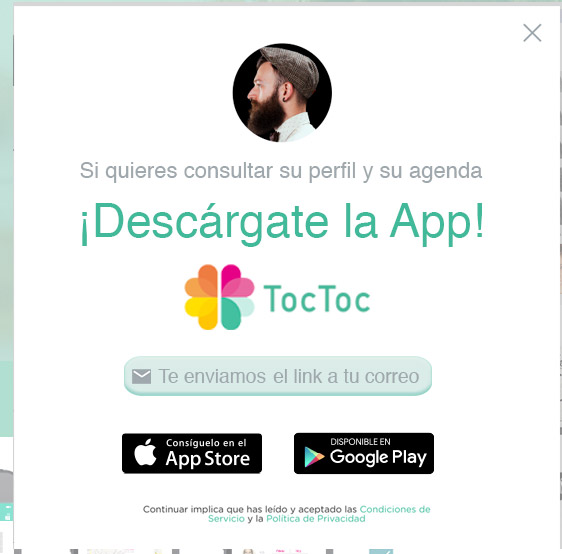 Si quieres consultar su perfil y su agenda
¡Descárgate la App!
TocToc
Te enviamos el link a tu correo
Consíguelo en el
App Store
DISPONIBLE EN
Google Play
Continuar implica que has leído y aceptado las Condiciones de
Servicio y la Política de Privacidad